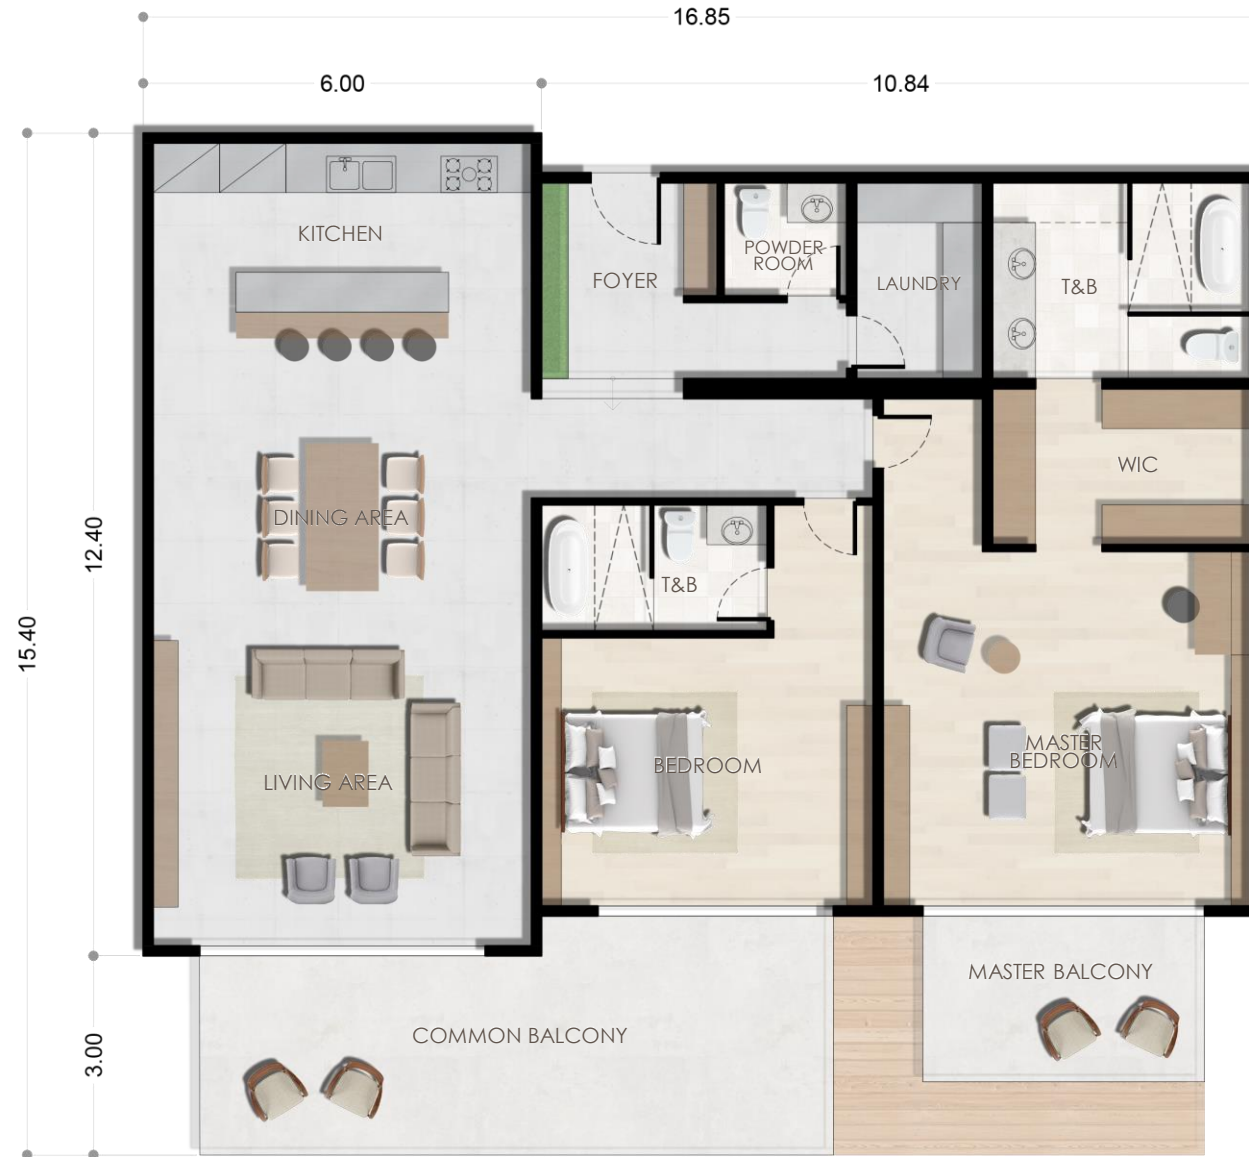 16.85
6.00
10.84
KITCHEN
FOYER
POWDER
ROOM
LAUNDRY
T&B
WIC
12.40
15.40
DINING AREA
T&B
LIVING AREA
BEDROOM
MASTER
BEDROOM
MASTER BALCONY
COMMON BALCONY
3.00